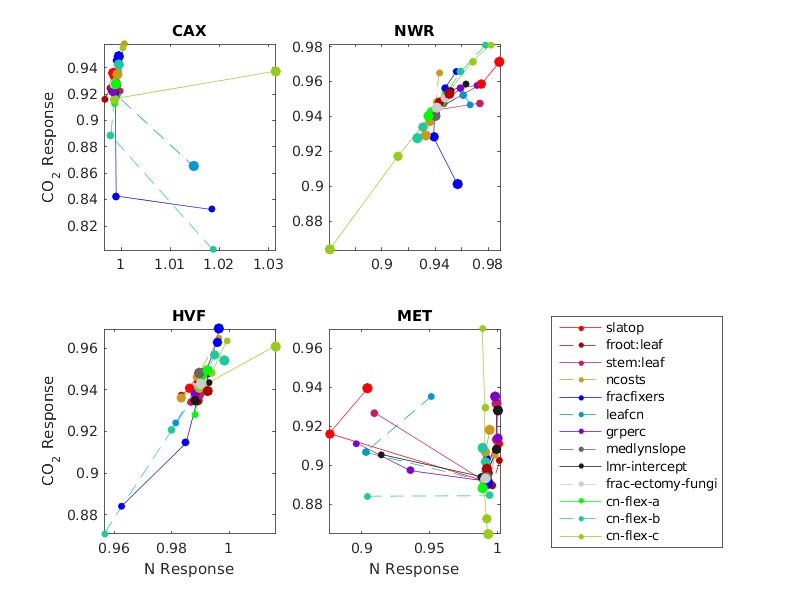 CAX
NWR
CO2 Response
0.94
0.92
0.9
0.88
0.86
0.84
0.82
1
1.01
1.02
1.03
0.98
0.96
0.94
0.92
0.9
0.88
0.9
0.94
0.98
HVF
MET
CO2 Response
0.96
0.94
0.92
0.9
0.88
0.96
0.98
1
N Response
0.96
0.94
0.92
0.9
0.88
0.9
0.95
1
N Response
slatop
froot:leaf
stem:leaf
ncosts
fracfixers
leafcn
grperc
medlynslope
lmr-intercept
frac-ectomy-fungi
cn-flex-a
cn-flex-b
cn-flex-c